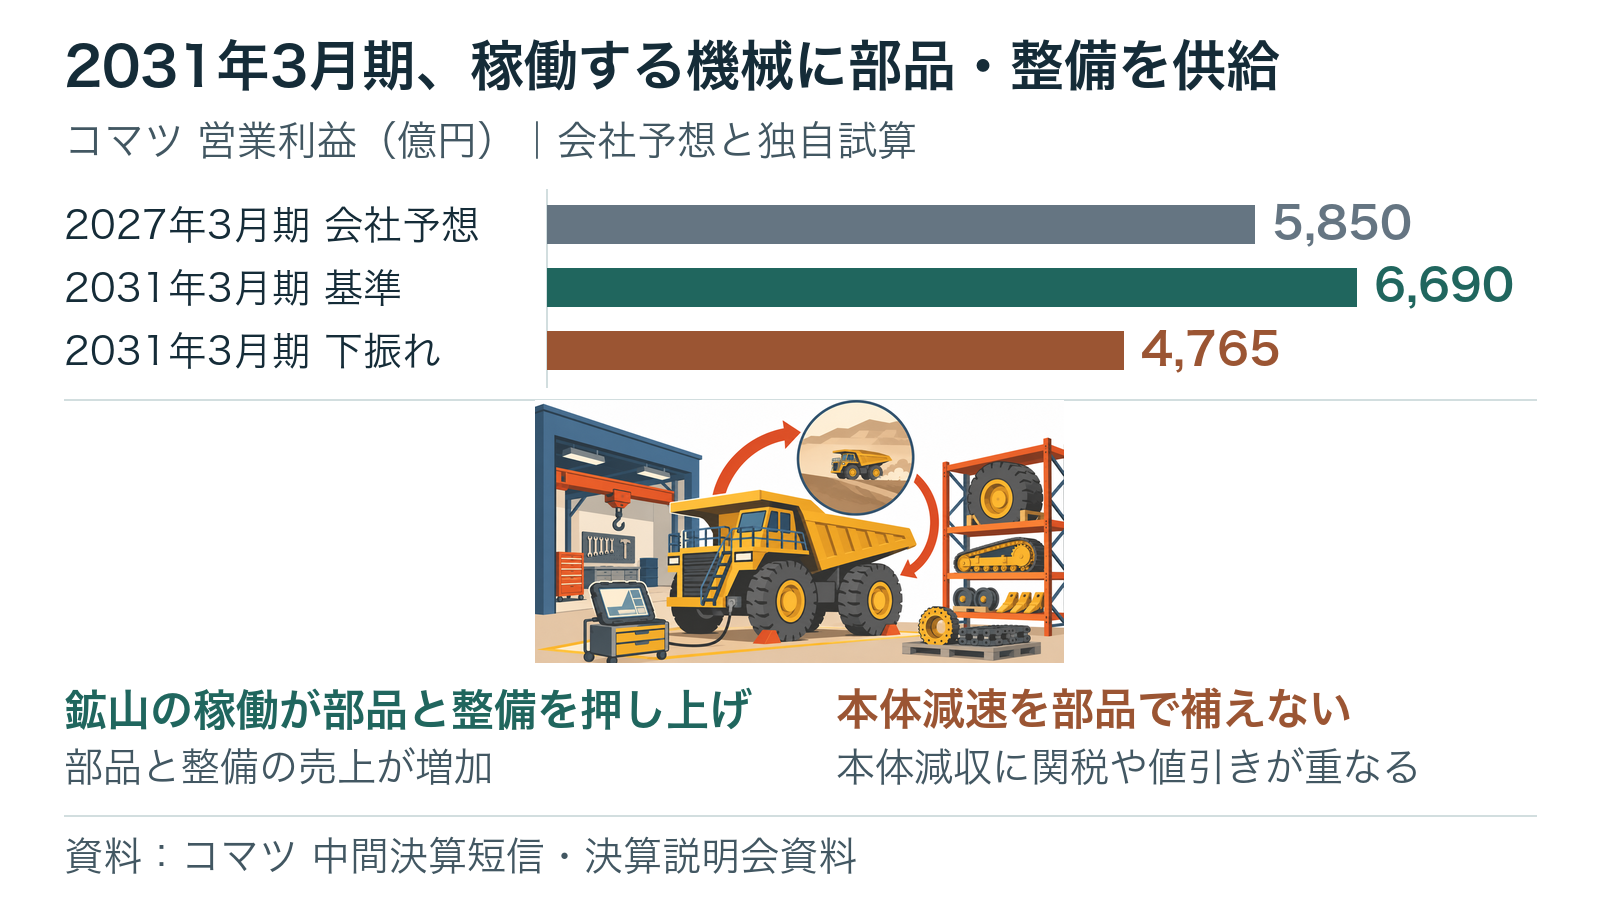 2031年3月期、稼働する機械に部品・整備を供給
コマツ 営業利益（億円）｜会社予想と独自試算
2027年3月期 会社予想 5,850
2031年3月期 基準 6,690
2031年3月期 下振れ 4,765
鉱山の稼働が部品と整備を押し上げ
部品と整備の売上が増加
本体減速を部品で補えない
本体減収に関税や値引きが重なる
資料：コマツ 中間決算短信・決算説明会資料